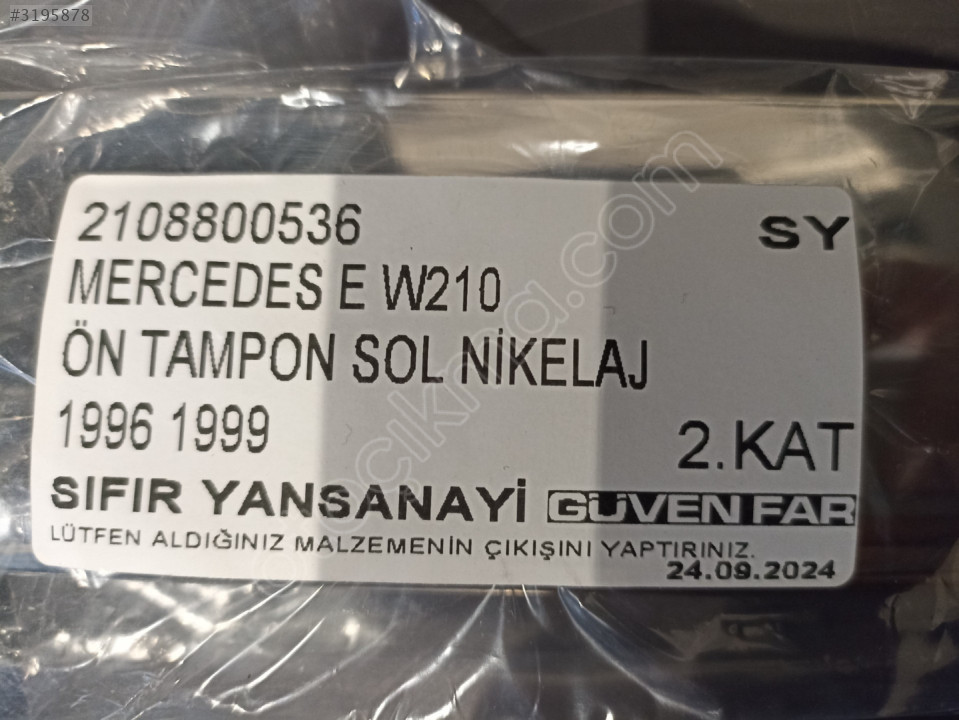 #3195878
2108800536
SY
MERCEDES E W210
ÖN TAMPON SOL NİKELAJ
1996 1999
2.KAT
SIFIR YANSANAYİ GÜVEN FAR
LÜTFEN ALDIĞINIZ MALZEMENİN ÇIKIŞINI YAPTIRINIZ.
24.09.2024